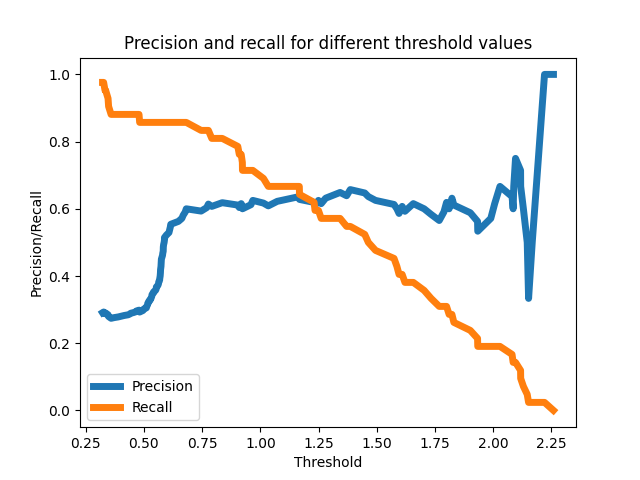 Precision and recall for different threshold values
Precision/Recall
1.0
0.8
0.6
0.4
0.2
0.0
Precision
Recall
0.25 0.50 0.75 1.00 1.25 1.50 1.75 2.00 2.25
Threshold